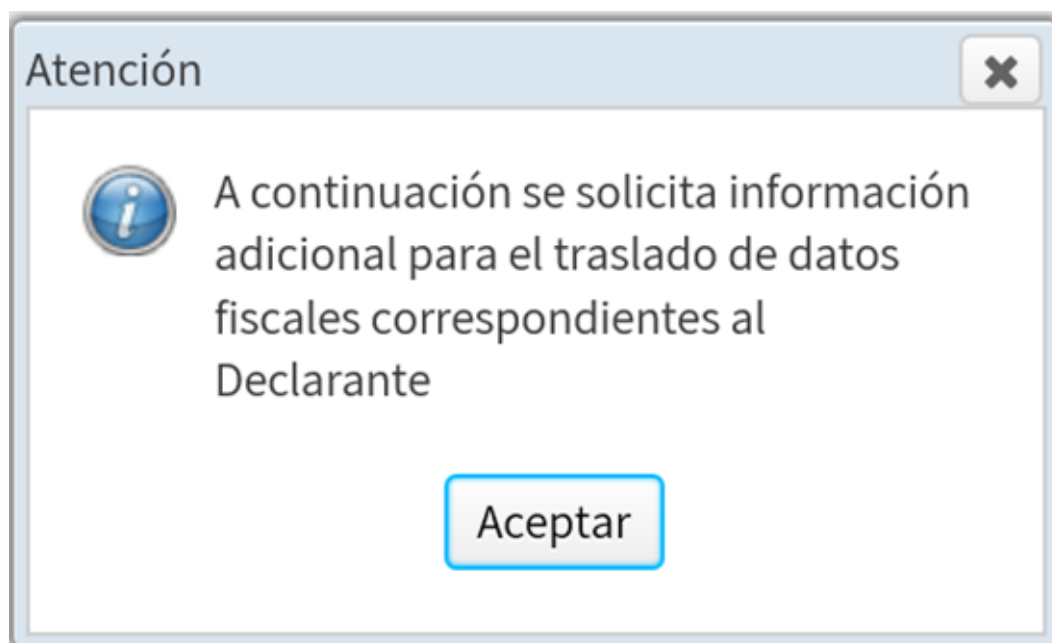 Atención
A continuación se solicita información
adicional para el traslado de datos
fiscales correspondientes al
Declarante
Aceptar